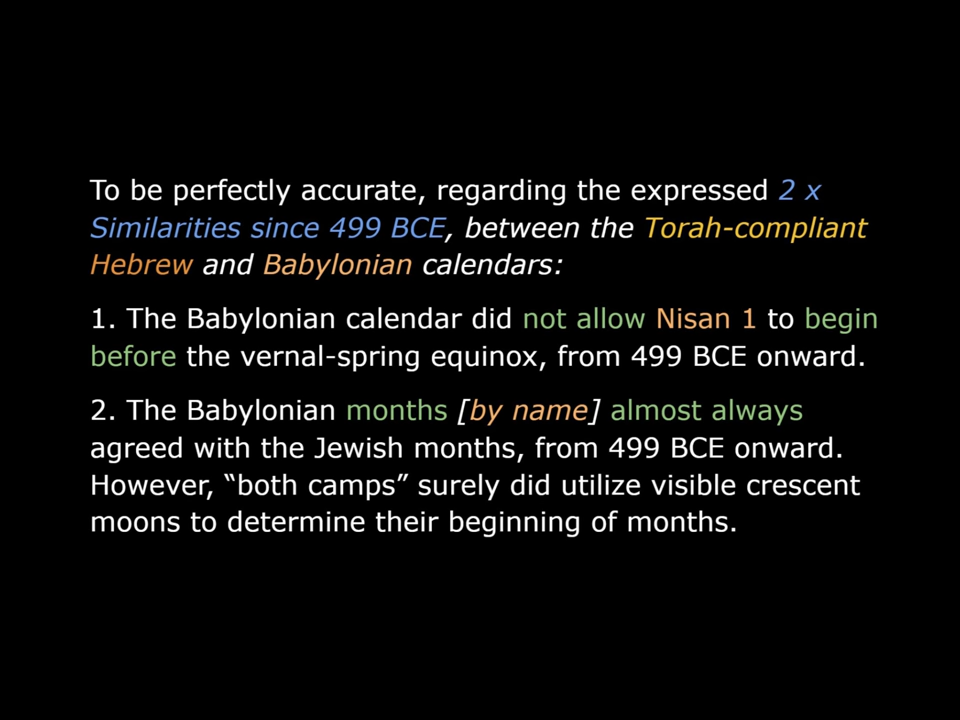 To be perfectly accurate, regarding the expressed 2 x
Similarities since 499 BCE, between the Torah-compliant
Hebrew and Babylonian calendars:
1. The Babylonian calendar did not allow Nisan 1 to begin
before the vernal-spring equinox, from 499 BCE onward.
2. The Babylonian months [by name] almost always
agreed with the Jewish months, from 499 BCE onward.
However, “both camps” surely did utilize visible crescent
moons to determine their beginning of months.